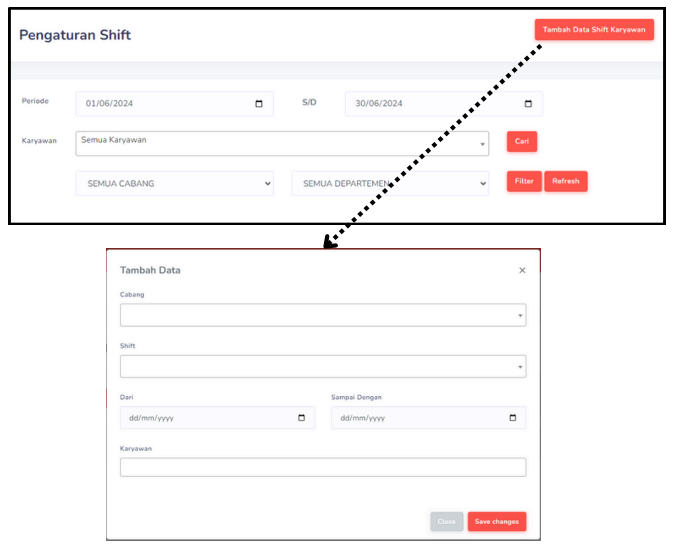 Pengaturan Shift
Tambah Data Shift Karyawan
Periode
01/06/2024
S/D
30/06/2024
Karyawan
Semua Karyawan
Cari
SEMUA CABANG
SEMUA DEPARTEMEN
Filter
Refresh
Tambah Data
×
Cabang
Shift
Dari
Sampai Dengan
dd/mm/yyyy
dd/mm/yyyy
Karyawan
Close
Save changes